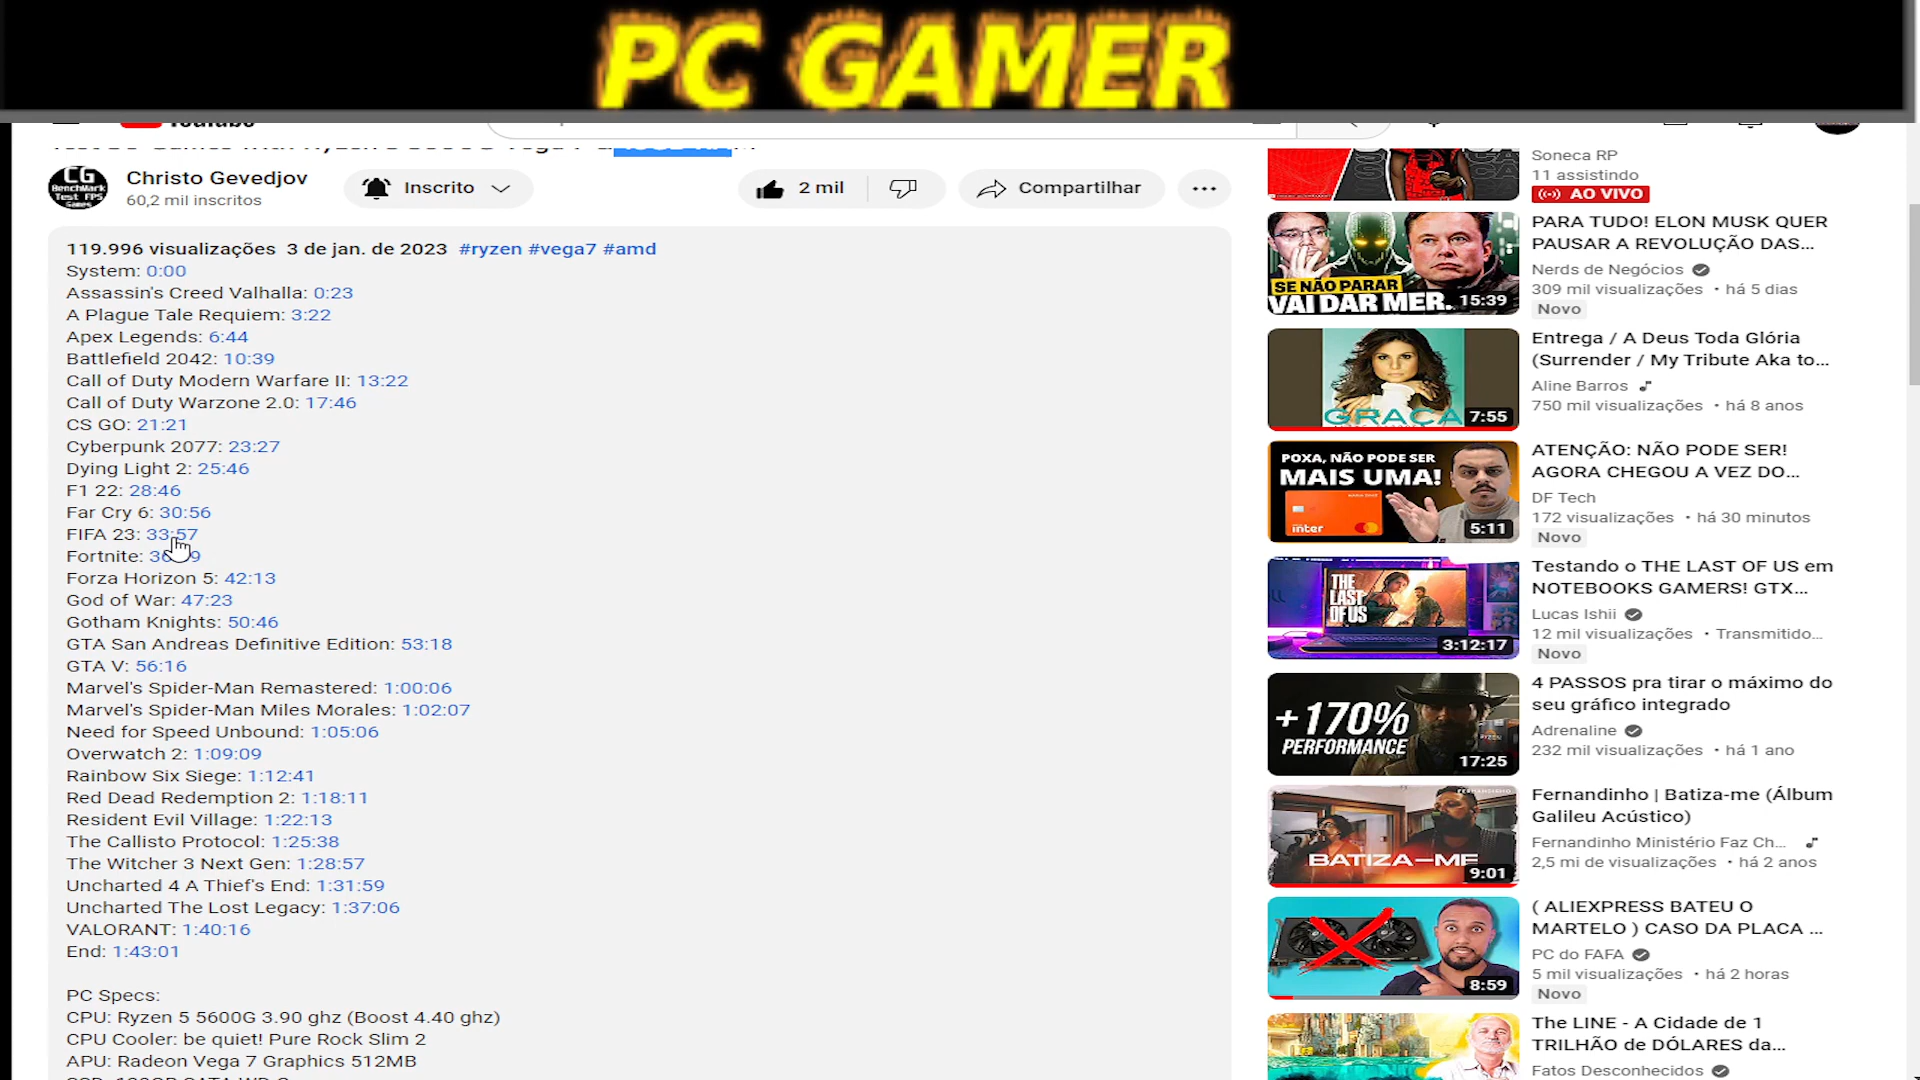 PC GAMER
YouTube
Christo Gevedjov
60,2 mil inscritos
Inscrito
2 mil
Compartilhar
CG
BenchMark
Test FPS
Games
119.996 visualizações 3 de jan. de 2023 #ryzen #vega7 #amd
System: 0:00
Assassin's Creed Valhalla: 0:23
A Plague Tale Requiem: 3:22
Apex Legends: 6:44
Battlefield 2042: 10:39
Call of Duty Modern Warfare II: 13:22
Call of Duty Warzone 2.0: 17:46
CS GO: 21:21
Cyberpunk 2077: 23:27
Dying Light 2: 25:46
F1 22: 28:46
Far Cry 6: 30:56
FIFA 23: 33:57
Fortnite:
Forza Horizon 5: 42:13
God of War: 47:23
Gotham Knights: 50:46
GTA San Andreas Definitive Edition: 53:18
GTA V: 56:16
Marvel's Spider-Man Remastered: 1:00:06
Marvel's Spider-Man Miles Morales: 1:02:07
Need for Speed Unbound: 1:05:06
Overwatch 2: 1:09:09
Rainbow Six Siege: 1:12:41
Red Dead Redemption 2: 1:18:11
Resident Evil Village: 1:22:13
The Callisto Protocol: 1:25:38
The Witcher 3 Next Gen: 1:28:57
Uncharted 4 A Thief's End: 1:31:59
Uncharted The Lost Legacy: 1:37:06
VALORANT: 1:40:16
End: 1:43:01
PC Specs:
CPU: Ryzen 5 5600G 3.90 ghz (Boost 4.40 ghz)
CPU Cooler: be quiet! Pure Rock Slim 2
APU: Radeon Vega 7 Graphics 512MB
Soneca RP
11 assistindo
AO VIVO
SE NÃO PARAR
VAI DAR MER.
15:39
PARA TUDO! ELON MUSK QUER
PAUSAR A REVOLUÇÃO DAS...
Nerds de Negócios
309 mil visualizações • há 5 dias
Novo
GRAÇA
7:55
Entrega / A Deus Toda Glória
(Surrender / My Tribute Aka to...
Aline Barros
750 mil visualizações • há 8 anos
POXA, NÃO PODE SER
MAIS UMA!
inter
5:11
ATENÇÃO: NÃO PODE SER!
AGORA CHEGOU A VEZ DO...
DF Tech
172 visualizações • há 30 minutos
Novo
THE
LAST
OF US
3:12:17
Testando o THE LAST OF US em
NOTEBOOKS GAMERS! GTX...
Lucas Ishii
12 mil visualizações • Transmitido...
Novo
+170%
PERFORMANCE
RYZEN
17:25
4 PASSOS pra tirar o máximo do
seu gráfico integrado
Adrenaline
232 mil visualizações • há 1 ano
FERNANDINHO
BATIZA-ME
9:01
Fernandinho | Batiza-me (Álbum
Galileu Acústico)
Fernandinho Ministério Faz Ch...
2,5 mi de visualizações • há 2 anos
8:59
( ALIEXPRESS BATEU O
MARTELO ) CASO DA PLACA ...
PC do FAFA
5 mil visualizações • há 2 horas
Novo
The LINE - A Cidade de 1
TRILHÃO de DÓLARES da...
Fatos Desconhecidos